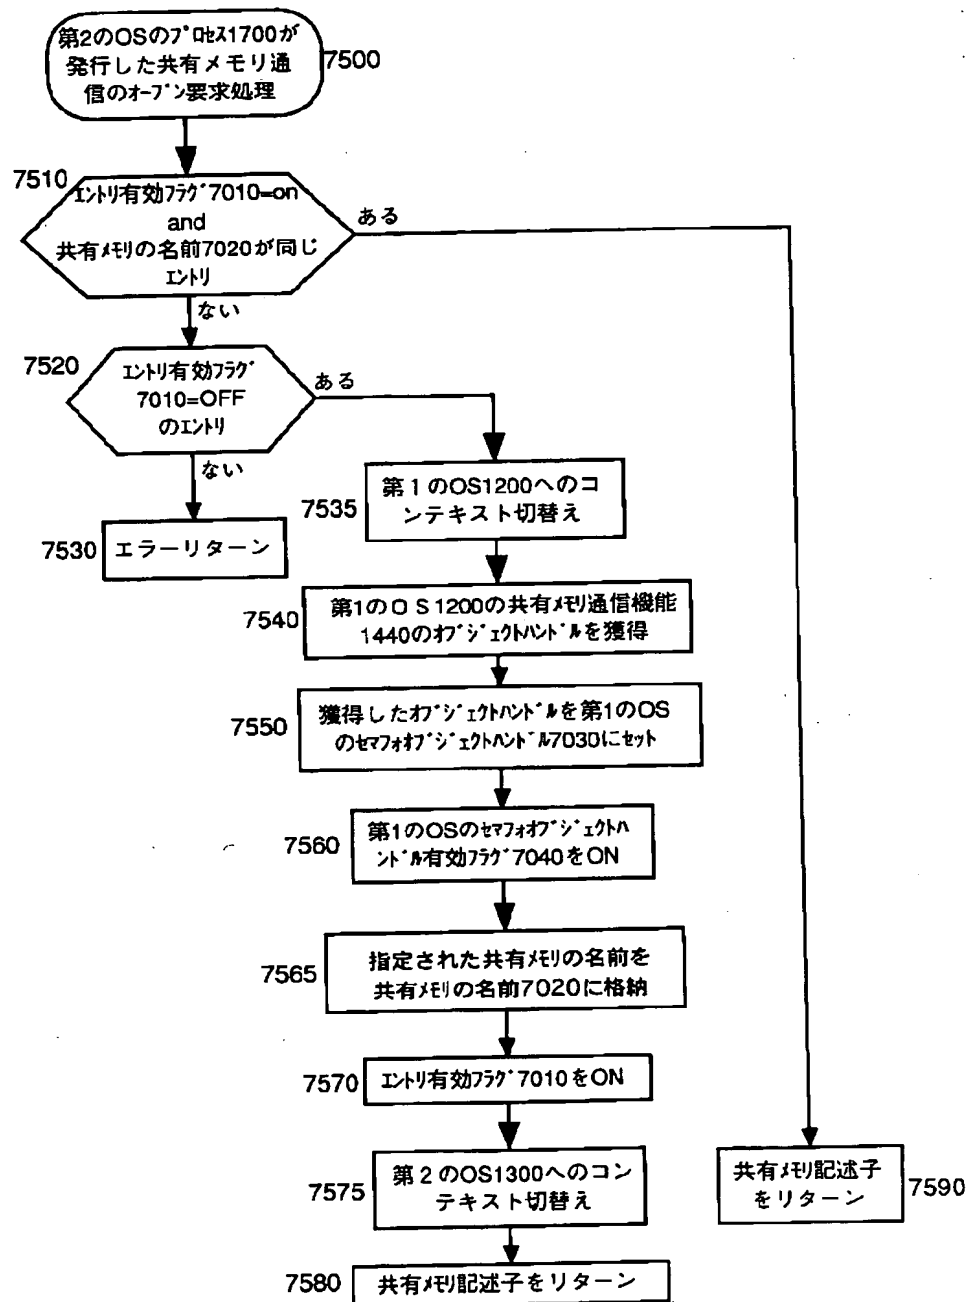 第2のOSのプロセス1700が
発行した共有メモリ通
信のオープン要求処理
7500
7510
エントリ有効フラグ7010=on
and
共有メモリの名前7020が同じ
エントリ
ある
ない
7520
エントリ有効フラグ
7010=OFF
のエントリ
ある
ない
7530
エラーリターン
7535
第1のOS1200へのコ
ンテキスト切替え
7540
第1のOS1200の共有メモリ通信機能
1440のオブジェクトハンドルを獲得
7550
獲得したオブジェクトハンドルを第1のOS
のセマフォオブジェクトハンドル7030にセット
7560
第1のOSのセマフォオブジェクトハ
ンドル有効フラグ7040をON
7565
指定された共有メモリの名前を
共有メモリの名前7020に格納
7570
エントリ有効フラグ7010をON
7575
第2のOS1300へのコン
テキスト切替え
7580
共有メモリ記述子をリターン
共有メモリ記述子
をリターン
7590